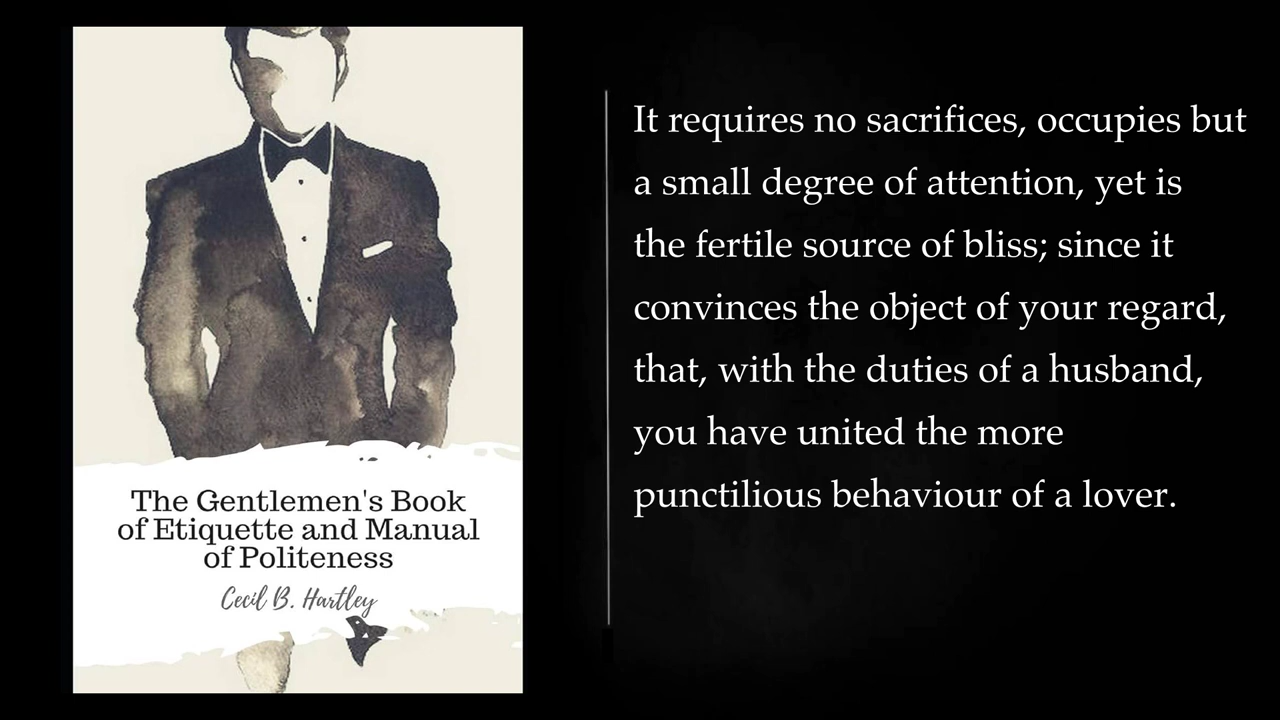 The Gentlemen's Book
of Etiquette and Manual
of Politeness
Cecil B. Hartley
It requires no sacrifices, occupies but
a small degree of attention, yet is
the fertile source of bliss; since it
convinces the object of your regard,
that, with the duties of a husband,
you have united the more
punctilious behaviour of a lover.